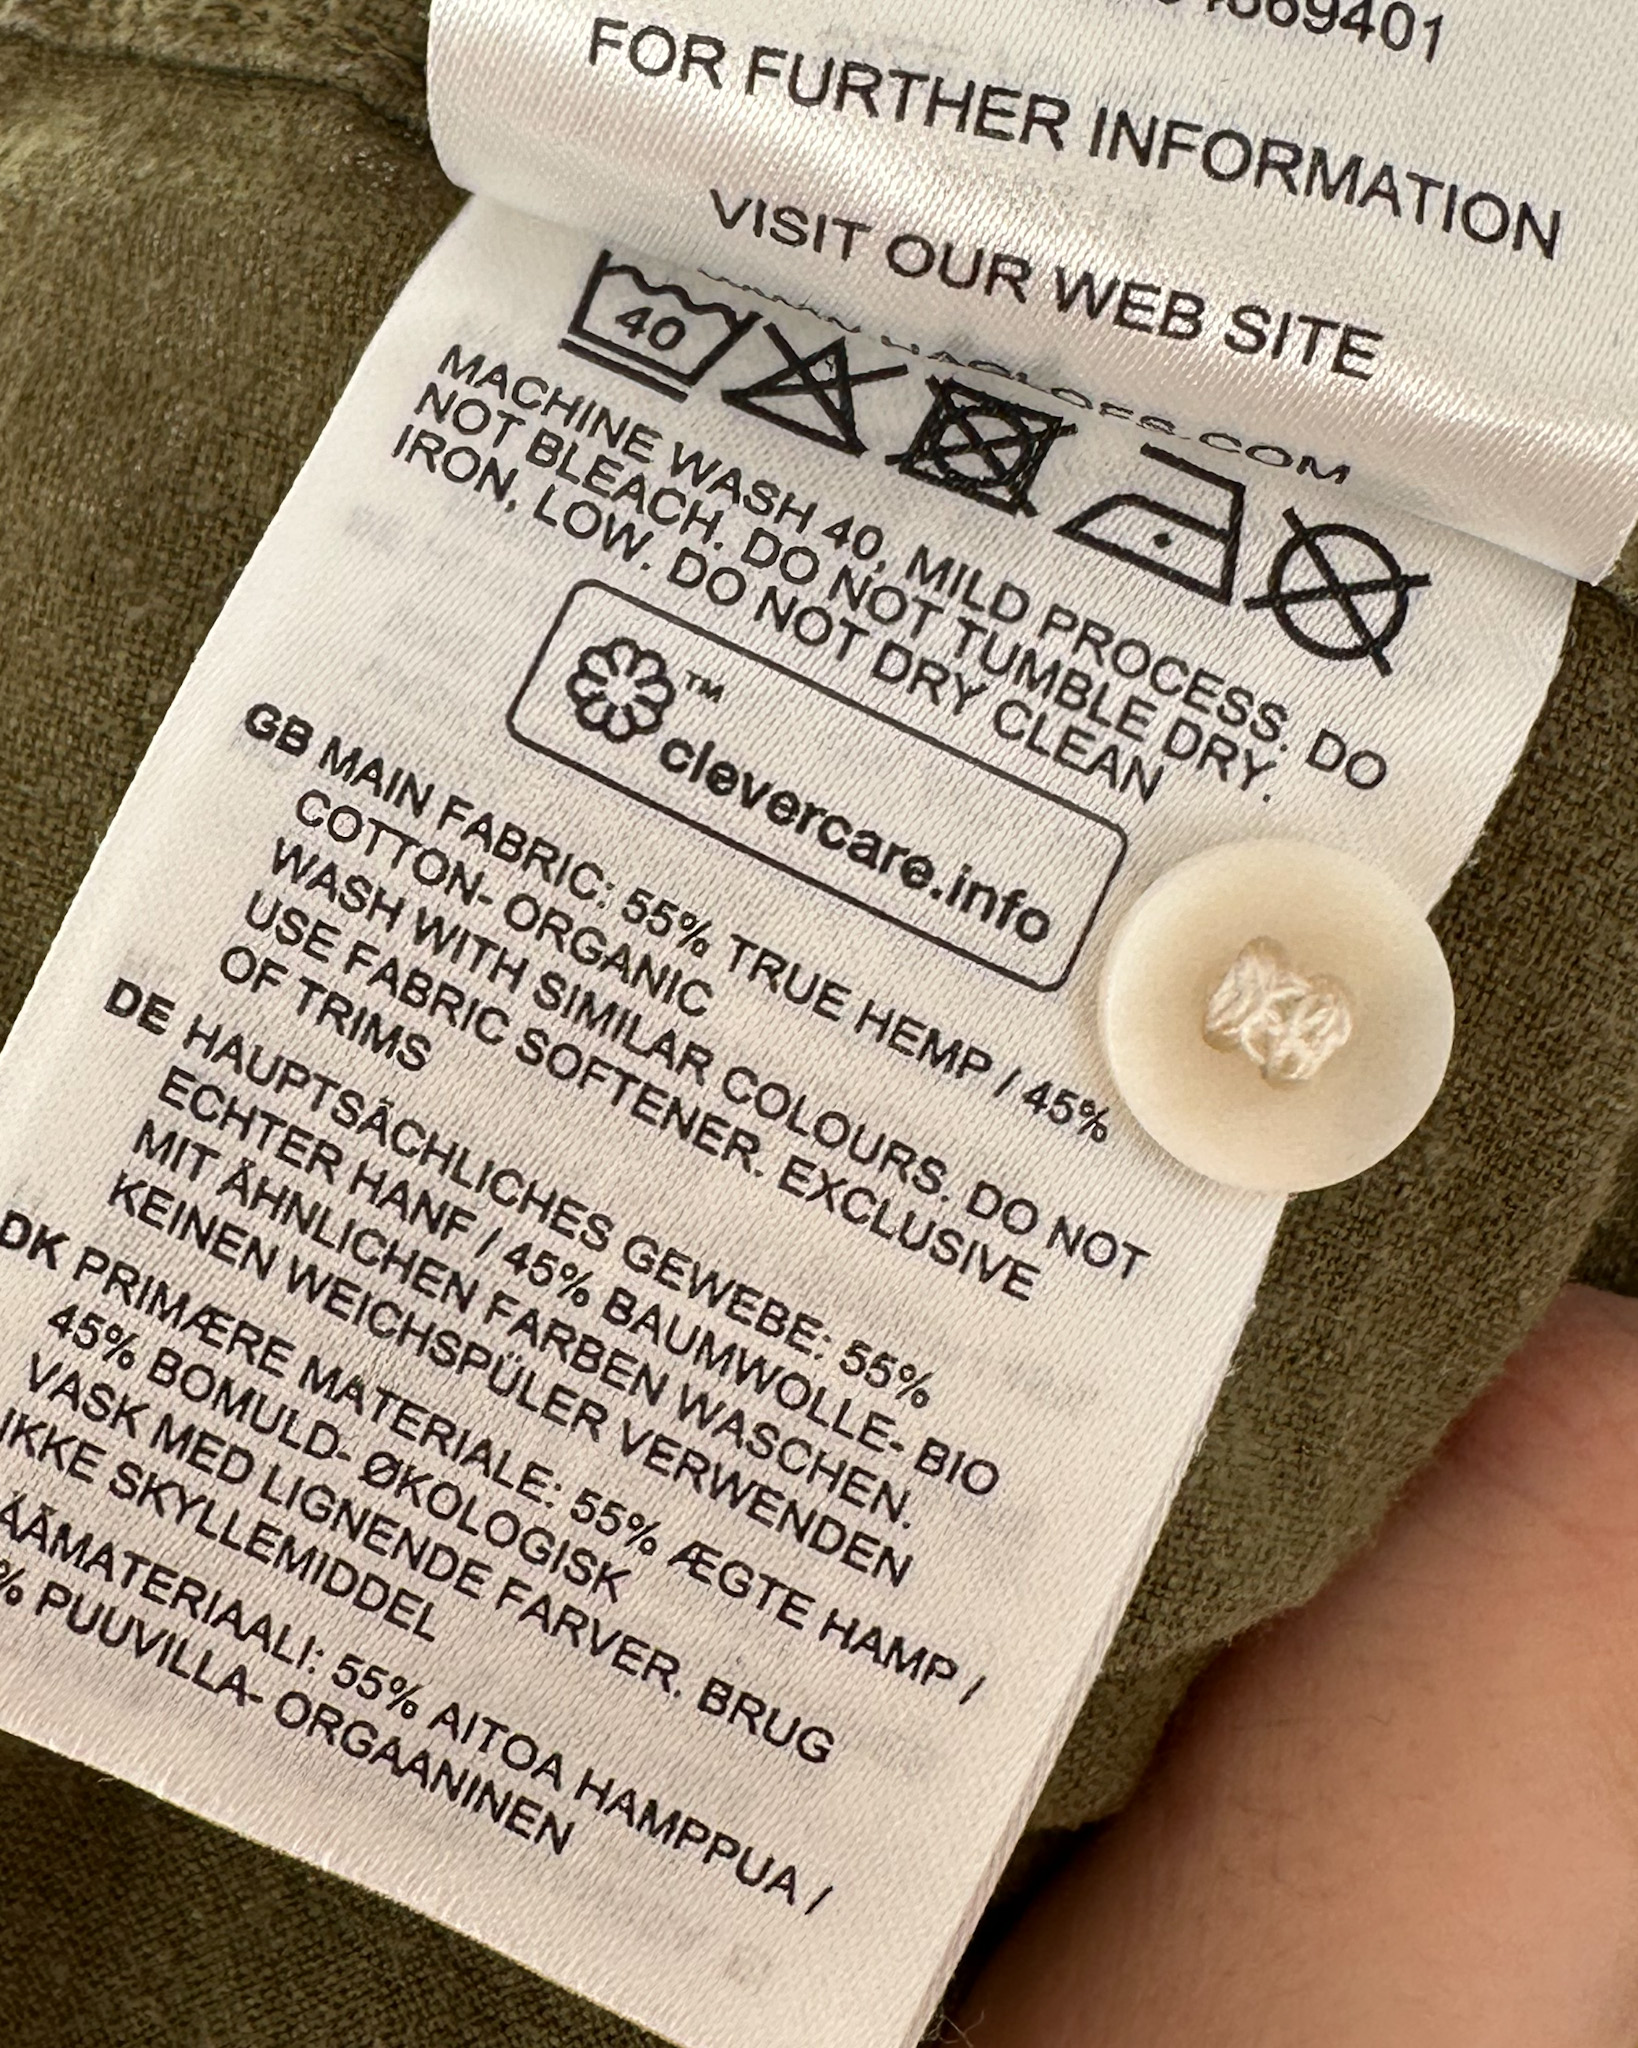 FOR FURTHER INFORMATION
VISIT OUR WEB SITE
40
MACHINE WASH 40, MILD PROCESS. DO
NOT BLEACH. DO NOT TUMBLE DRY.
IRON, LOW. DO NOT DRY CLEAN
™
clevercare.info
GB MAIN FABRIC: 55% TRUE HEMP / 45%
COTTON- ORGANIC
WASH WITH SIMILAR COLOURS. DO NOT
USE FABRIC SOFTENER. EXCLUSIVE
OF TRIMS
DE HAUPTSÄCHLICHES GEWEBE: 55%
ECHTER HANF / 45% BAUMWOLLE- BIO
MIT ÄHNLICHEN FARBEN WASCHEN.
KEINEN WEICHSPÜLER VERWENDEN
DK PRIMÆRE MATERIALE: 55% ÆGTE HAMP /
45% BOMULD- ØKOLOGISK
VASK MED LIGNENDE FARVER. BRUG
IKKE SKYLLEMIDDEL
ÄÄMATERIAALI: 55% AITOA HAMPPUA /
% PUUVILLA- ORGAANINEN